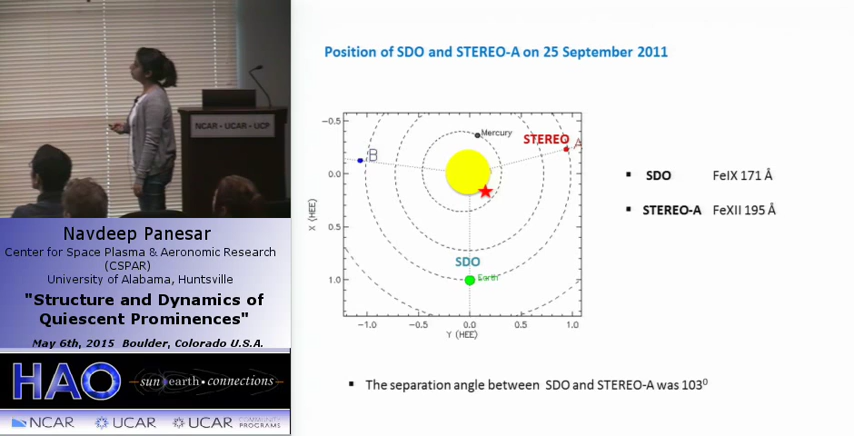 Position of SDO and STEREO-A on 25 September 2011
NCAR - UCAR - UCP
Navdeep Panesar
Center for Space Plasma & Aeronomic Research
(CSPAR)
University of Alabama, Huntsville
"Structure and Dynamics of
Quiescent Prominences"
May 6th, 2015 Boulder, Colorado U.S.A.
HAO
sun earth • connections
NCAR UCAR UCAR COMMUNITY PROGRAMS
−0.5
0.0
0.5
1.0
X (HEE)
Mercury
STEREO A
B
SDO
Earth
−1.0 −0.5 0.0 0.5 1.0
Y (HEE)
▪ SDO FeIX 171 Å
▪ STEREO-A FeXII 195 Å
▪ The separation angle between SDO and STEREO-A was 103⁰